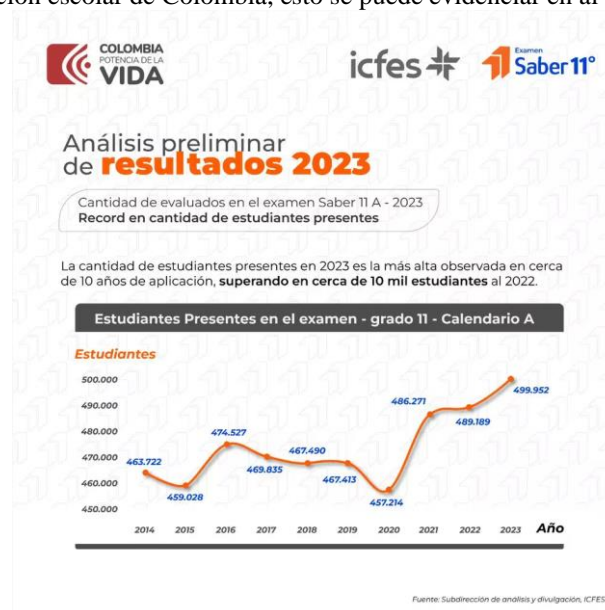 ción escolar de Colombia, esto se puede evidenciar en al
COLOMBIA
POTENCIA DE LA
VIDA
icfes
Examen
Saber 11°
Análisis preliminar
de resultados 2023
Cantidad de evaluados en el examen Saber 11 A - 2023
Record en cantidad de estudiantes presentes
La cantidad de estudiantes presentes en 2023 es la más alta observada en cerca
de 10 años de aplicación, superando en cerca de 10 mil estudiantes al 2022.
Estudiantes Presentes en el examen - grado 11 - Calendario A
Estudiantes
500.000
490.000
480.000
470.000
460.000
450.000
463.722
459.028
474.527
469.835
467.490
467.413
457.214
486.271
489.189
499.952
2014 2015 2016 2017 2018 2019 2020 2021 2022 2023 Año
Fuente: Subdirección de análisis y divulgación, ICFES